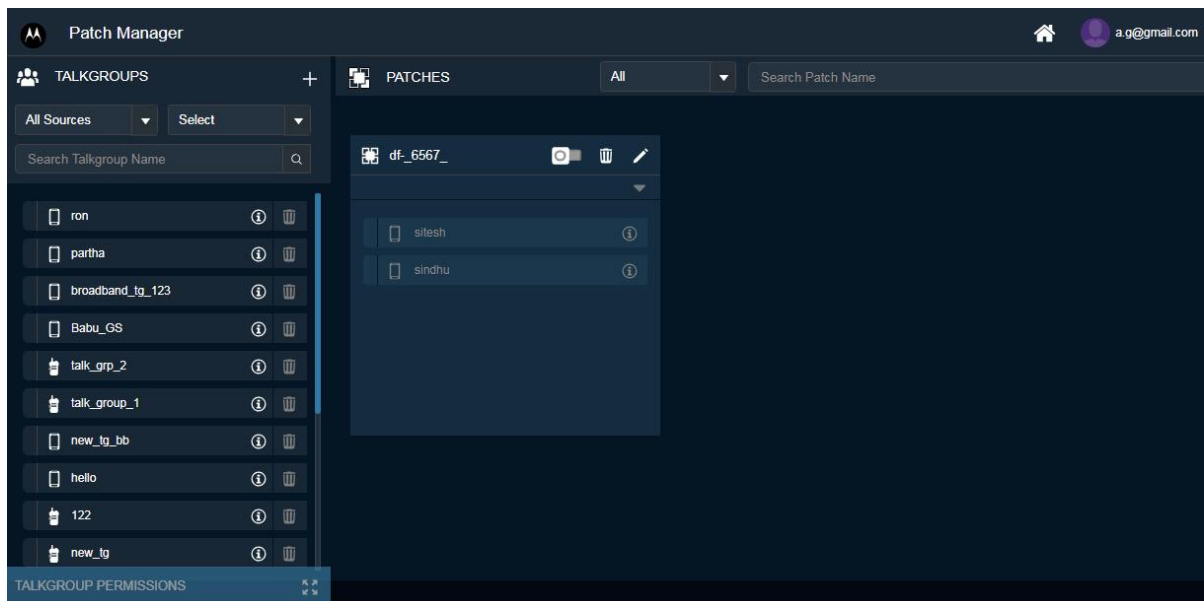 Patch Manager
a.g@gmail.com
TALKGROUPS
All Sources
Select
Search Talkgroup Name
ron
partha
broadband_tg_123
Babu_GS
talk_grp_2
talk_group_1
new_tg_bb
hello
122
new_tg
TALKGROUP PERMISSIONS
PATCHES
All
Search Patch Name
df-_6567_
sitesh
sindhu